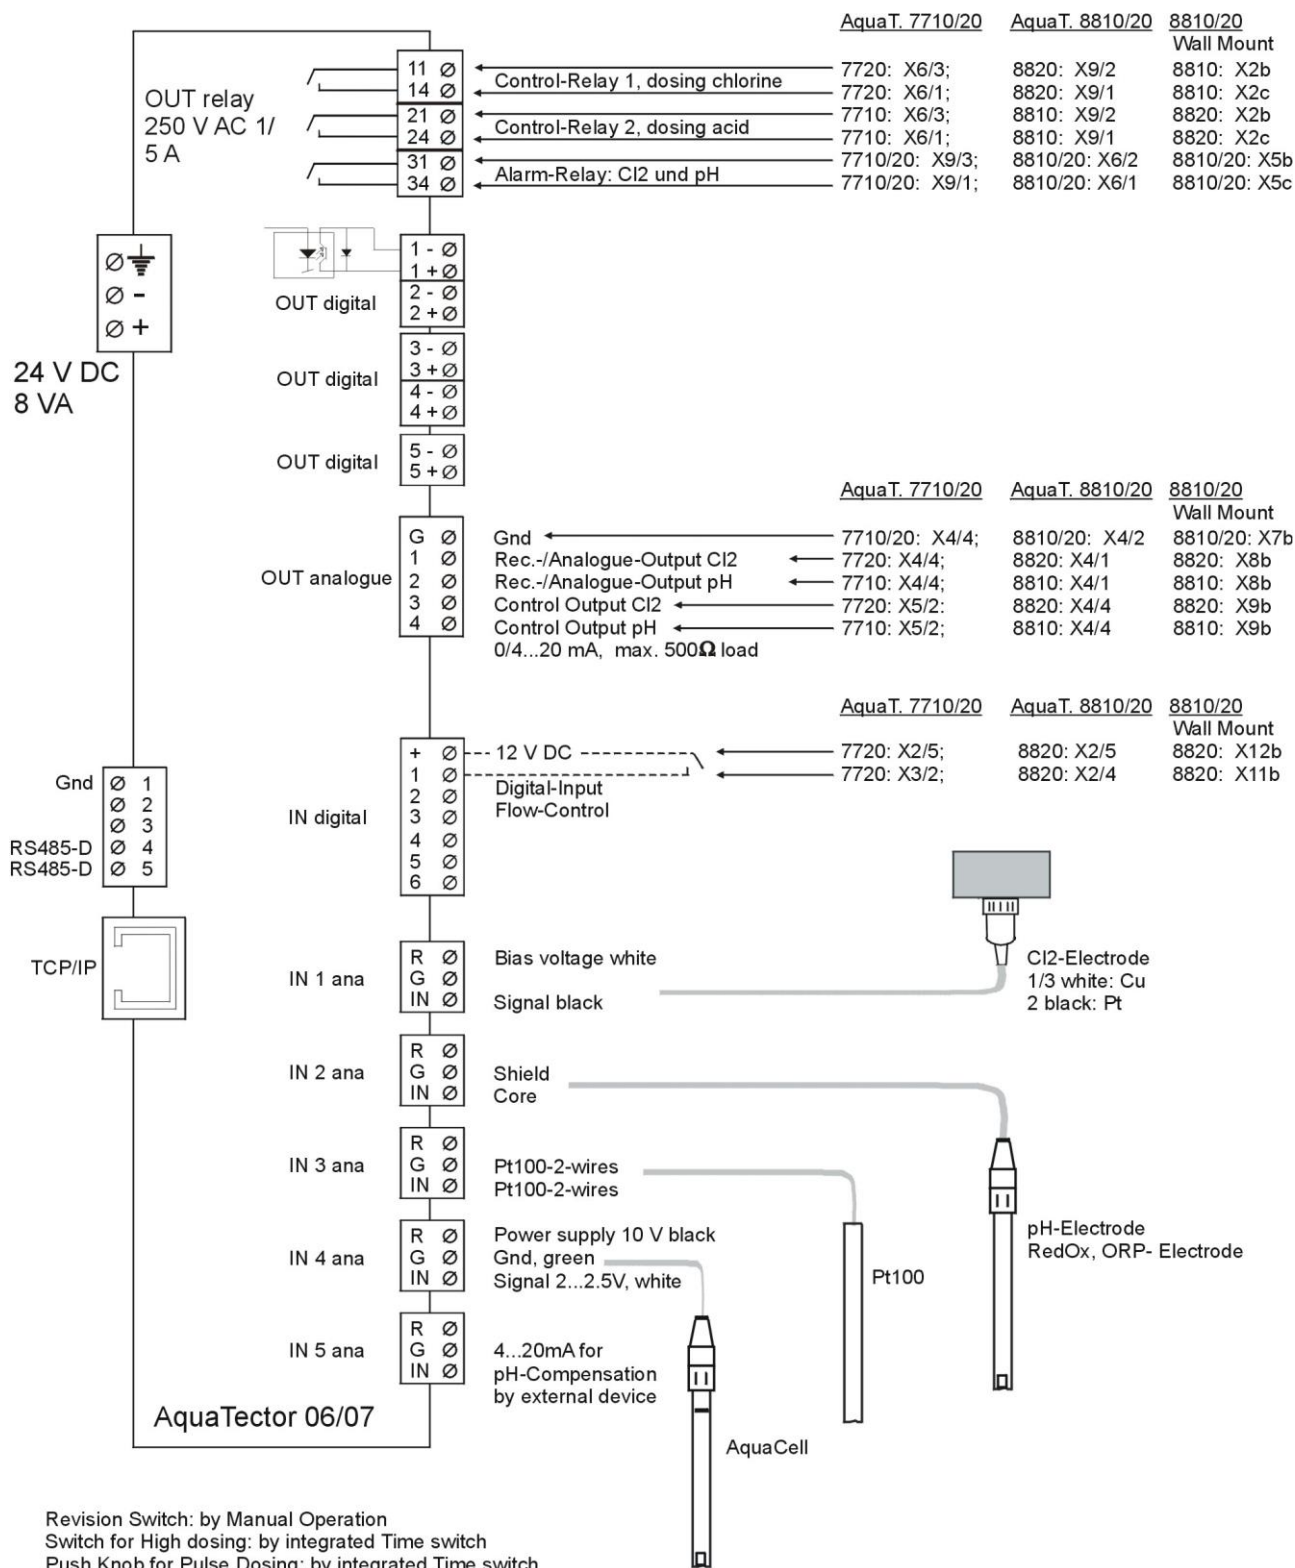 AquaT. 7710/20 AquaT. 8810/20 8810/20
Wall Mount
11 Control-Relay 1, dosing chlorine 7720: X6/3; 8820: X9/2 8810: X2b
14 7720: X6/1; 8820: X9/1 8810: X2c
OUT relay
250 V AC 1/
5 A
21 Control-Relay 2, dosing acid 7710: X6/3; 8810: X9/2 8820: X2b
24 7710: X6/1; 8810: X9/1 8820: X2c
31 Alarm-Relay: Cl2 und pH 7710/20: X9/3; 8810/20: X6/2 8810/20: X5b
34 7710/20: X9/1; 8810/20: X6/1 8810/20: X5c
-
+
24 V DC
8 VA
1 -
1 +
2 -
2 +
OUT digital
3 -
3 +
4 -
4 +
OUT digital
5 -
5 +
OUT digital
AquaT. 7710/20 AquaT. 8810/20 8810/20
Wall Mount
OUT analogue
G Gnd 7710/20: X4/4; 8810/20: X4/2 8810/20: X7b
1 Rec.-/Analogue-Output Cl2 7720: X4/4; 8820: X4/1 8820: X8b
2 Rec.-/Analogue-Output pH 7710: X4/4; 8810: X4/1 8810: X8b
3 Control Output Cl2 7720: X5/2: 8820: X4/4 8820: X9b
4 Control Output pH 7710: X5/2; 8810: X4/4 8810: X9b
0/4...20 mA, max. 500Ω load
AquaT. 7710/20 AquaT. 8810/20 8810/20
Wall Mount
+ 12 V DC 7720: X2/5; 8820: X2/5 8820: X12b
1 7720: X3/2; 8820: X2/4 8820: X11b
Digital-Input
Flow-Control
IN digital
2
3
4
5
6
Gnd 1
2
3
RS485-D 4
RS485-D 5
TCP/IP
IN 1 ana
R Bias voltage white
G
IN Signal black
Cl2-Electrode
1/3 white: Cu
2 black: Pt
IN 2 ana
R
G Shield
IN Core
IN 3 ana
R
G Pt100-2-wires
IN Pt100-2-wires
pH-Electrode
RedOx, ORP- Electrode
IN 4 ana
R Power supply 10 V black
G Gnd, green
IN Signal 2...2.5V, white
Pt100
IN 5 ana
R
G 4...20mA for
IN pH-Compensation
by external device
AquaTector 06/07
AquaCell
Revision Switch: by Manual Operation
Switch for High dosing: by integrated Time switch
Push Knob for Pulse Dosing: by integrated Time switch